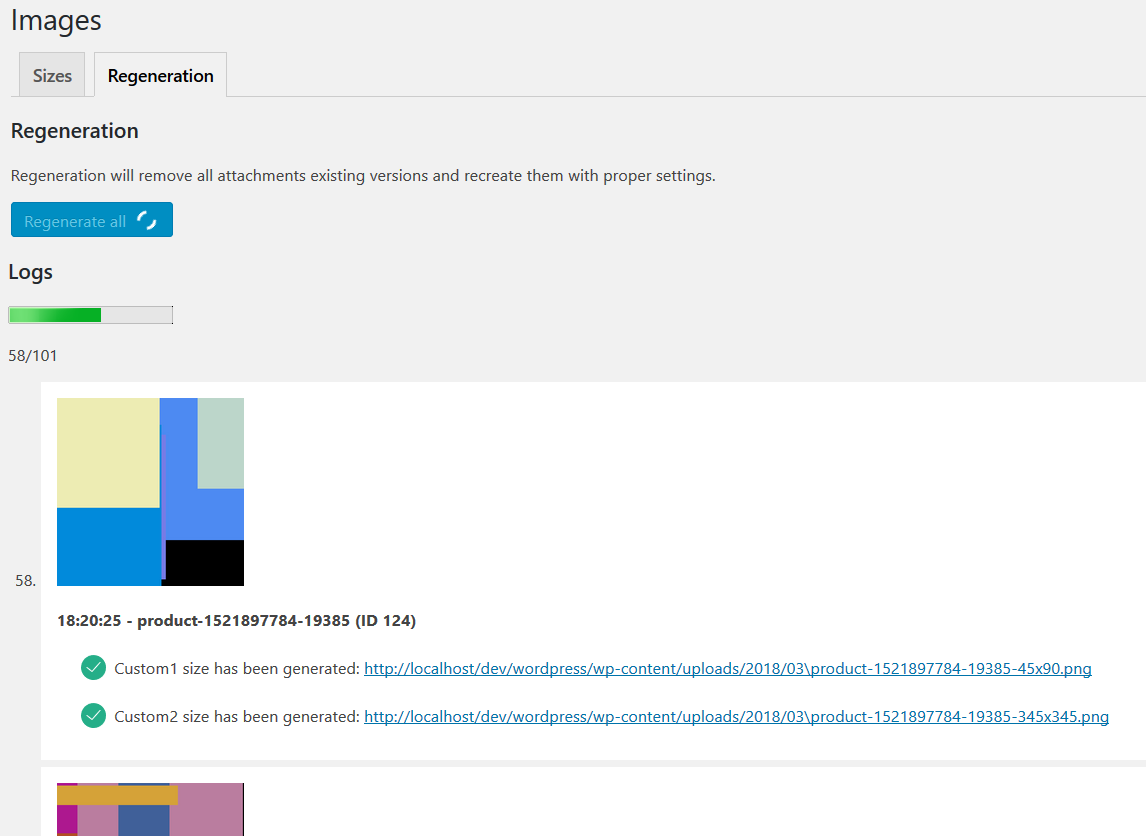 Images
Sizes
Regeneration
Regeneration
Regeneration will remove all attachments existing versions and recreate them with proper settings.
Regenerate all
Logs
58/101
58.
18:20:25 - product-1521897784-19385 (ID 124)
Custom1 size has been generated: http://localhost/dev/wordpress/wp-content/uploads/2018/03\product-1521897784-19385-45x90.png
Custom2 size has been generated: http://localhost/dev/wordpress/wp-content/uploads/2018/03\product-1521897784-19385-345x345.png